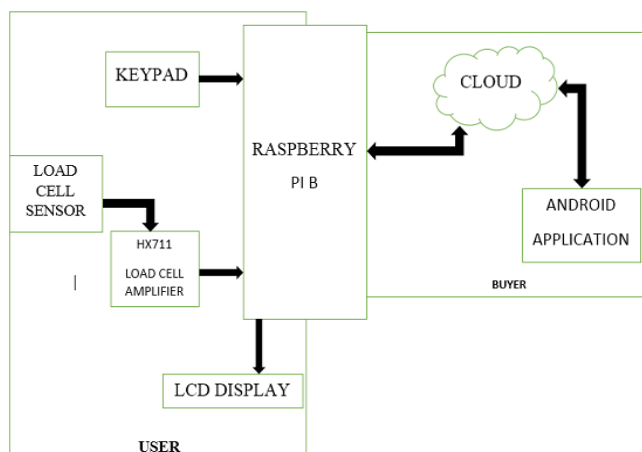 KEYPAD
LOAD
CELL
SENSOR
HX711
LOAD CELL
AMPLIFIER
RASPBERRY
PI B
LCD DISPLAY
USER
CLOUD
ANDROID
APPLICATION
BUYER